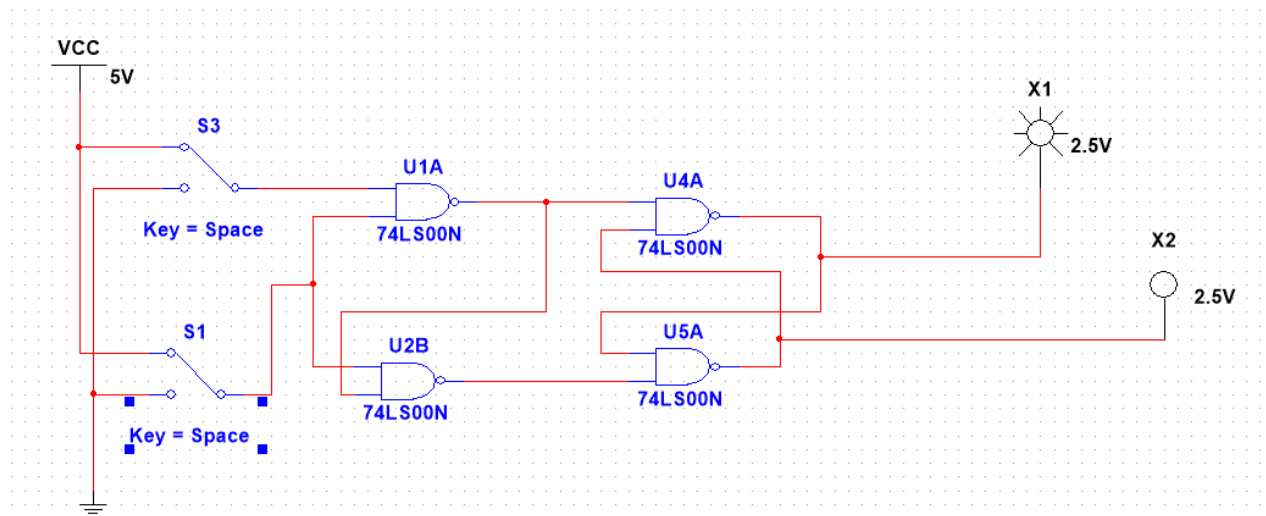 VCC
5V
S3
Key = Space
U1A
74LS00N
U4A
74LS00N
X1
2.5V
X2
2.5V
S1
Key = Space
U2B
74LS00N
U5A
74LS00N